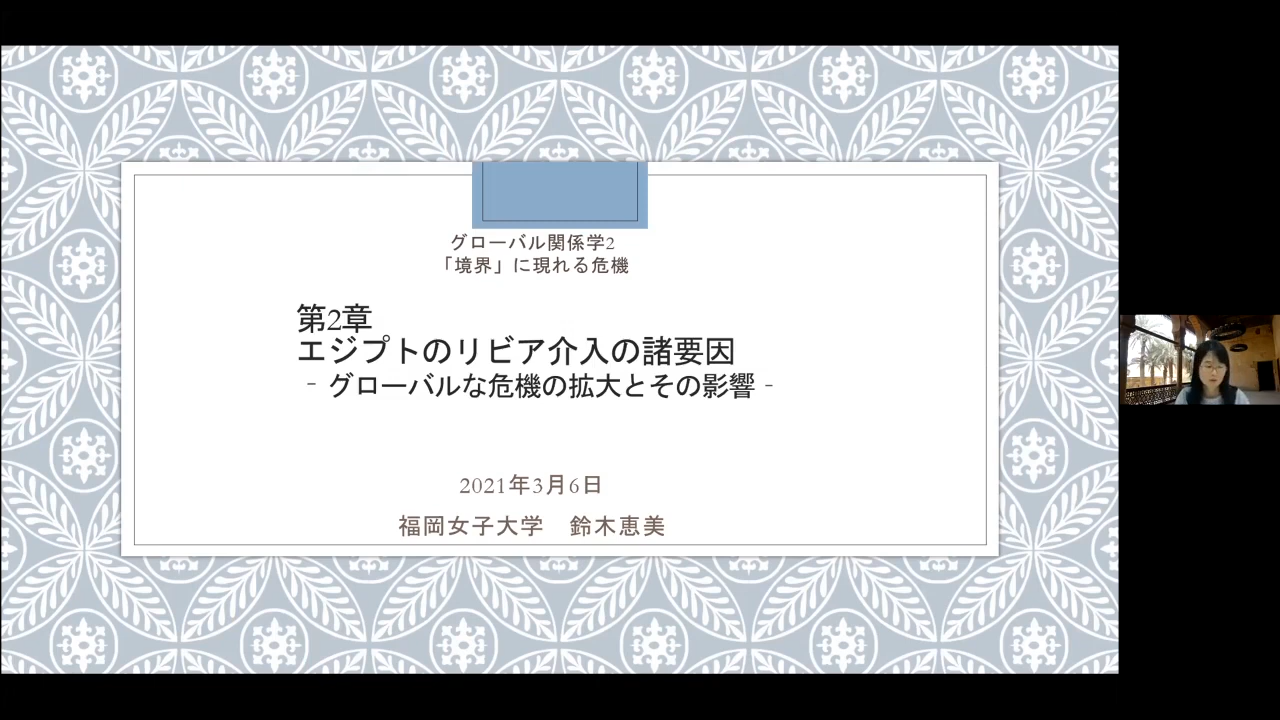 グローバル関係学2
「境界」に現れる危機
第2章
エジプトのリビア介入の諸要因
- グローバルな危機の拡大とその影響 -
2021年3月6日
福岡女子大学　鈴木恵美